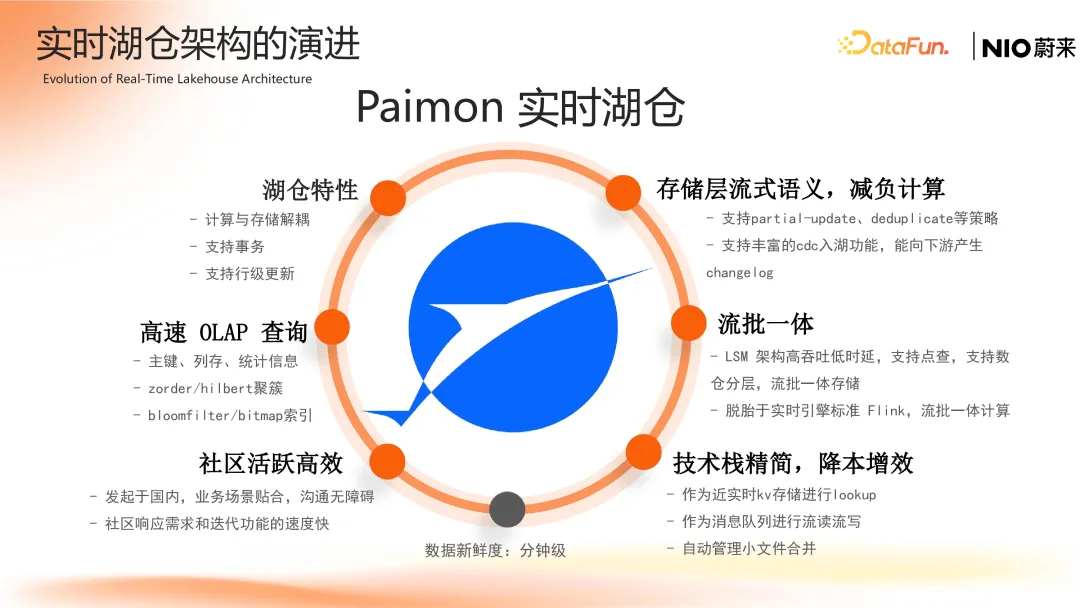 实时湖仓架构的演进
Evolution of Real-Time Lakehouse Architecture
DataFun.
NIO蔚来
Paimon 实时湖仓
湖仓特性
- 计算与存储解耦
- 支持事务
- 支持行级更新
高速 OLAP 查询
- 主键、列存、统计信息
- zorder/hilbert聚簇
- bloomfilter/bitmap索引
社区活跃高效
- 发起于国内，业务场景贴合，沟通无障碍
- 社区响应需求和迭代功能的速度快
数据新鲜度：分钟级
存储层流式语义，减负计算
- 支持partial-update、deduplicate等策略
- 支持丰富的cdc入湖功能，能向下游产生
changelog
流批一体
- LSM 架构高吞吐低时延，支持点查，支持数
仓分层，流批一体存储
- 脱胎于实时引擎标准 Flink，流批一体计算
技术栈精简，降本增效
- 作为近实时kv存储进行lookup
- 作为消息队列进行流读流写
- 自动管理小文件合并